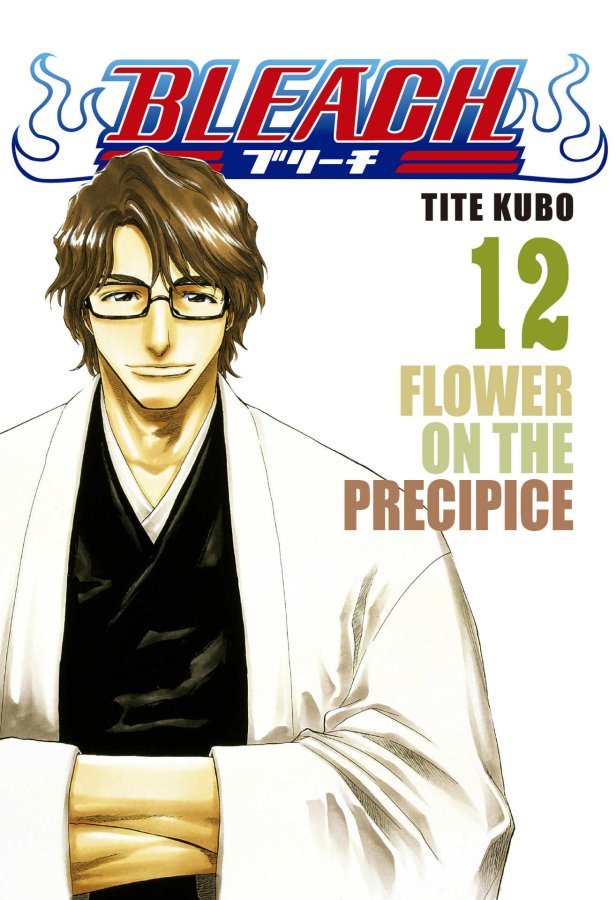 BLEACH
ブリーチ
TITE KUBO
12
FLOWER
ON THE
PRECIPICE